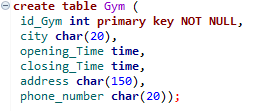 create table Gym (
id_Gym int primary key NOT NULL,
city char(20),
opening_Time time,
closing_Time time,
address char(150),
phone_number char(20));